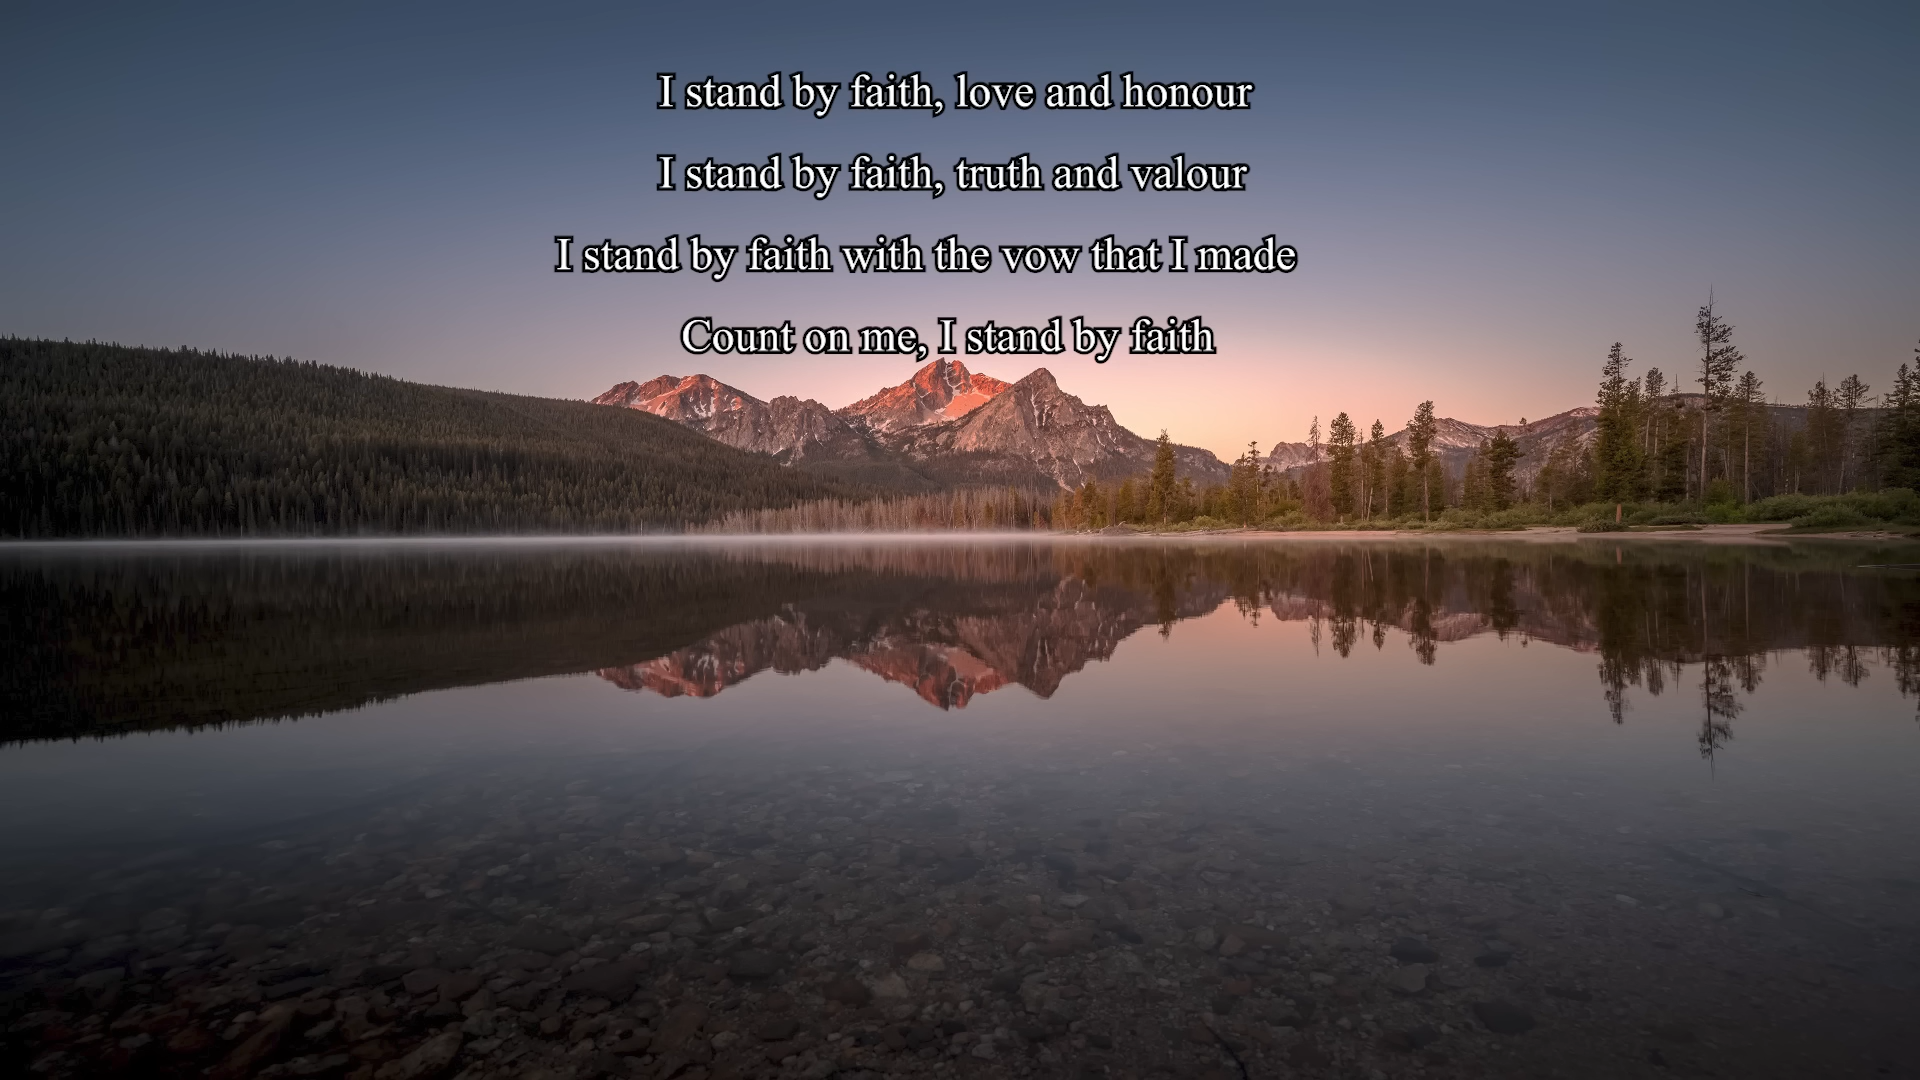 I stand by faith, love and honour
I stand by faith, truth and valour
I stand by faith with the vow that I made
Count on me, I stand by faith